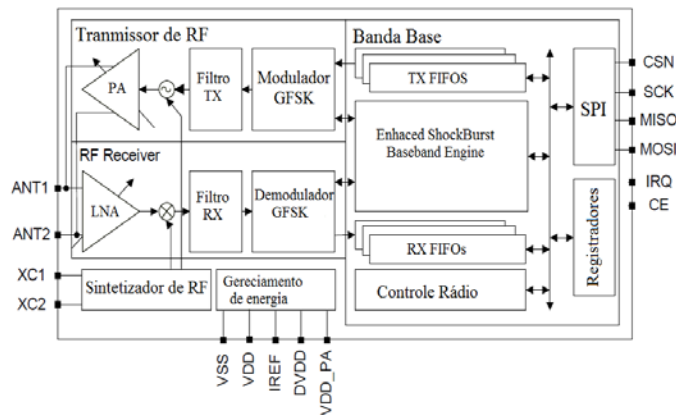 Tranmissor de RF
Banda Base
PA
Filtro
TX
Modulador
GFSK
TX FIFOS
Enhaced ShockBurst
Baseband Engine
SPI
CSN
SCK
MISO
MOSI
IRQ
CE
RF Receiver
ANT1
ANT2
LNA
Filtro
RX
Demodulador
GFSK
RX FIFOs
Registradores
XC1
XC2
Sintetizador de RF
Gereciamento
de energia
Controle Rádio
VSS
VDD
IREF
DVDD
VDD_PA